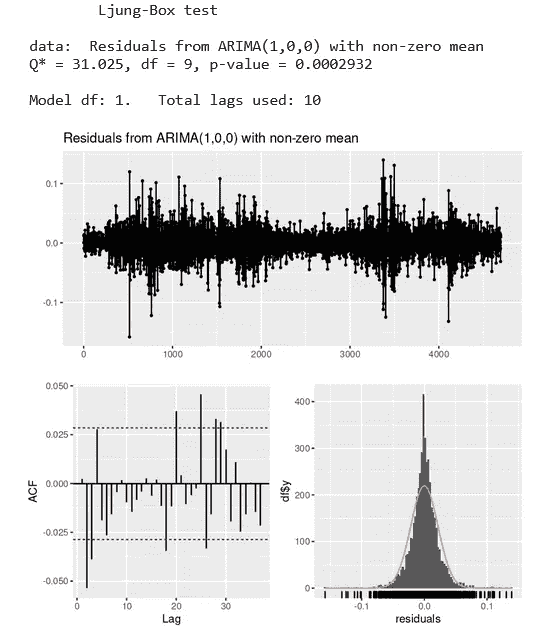 Ljung-Box test
data:  Residuals from ARIMA(1,0,0) with non-zero mean
Q* = 31.025, df = 9, p-value = 0.0002932
Model df: 1.   Total lags used: 10
Residuals from ARIMA(1,0,0) with non-zero mean
0.1
0.0
-0.1
0 1000 2000 3000 4000
0.050
0.025
0.000
-0.025
-0.050
ACF
0 10 20 30
Lag
400
300
200
100
0
df$y
-0.1 0.0 0.1
residuals